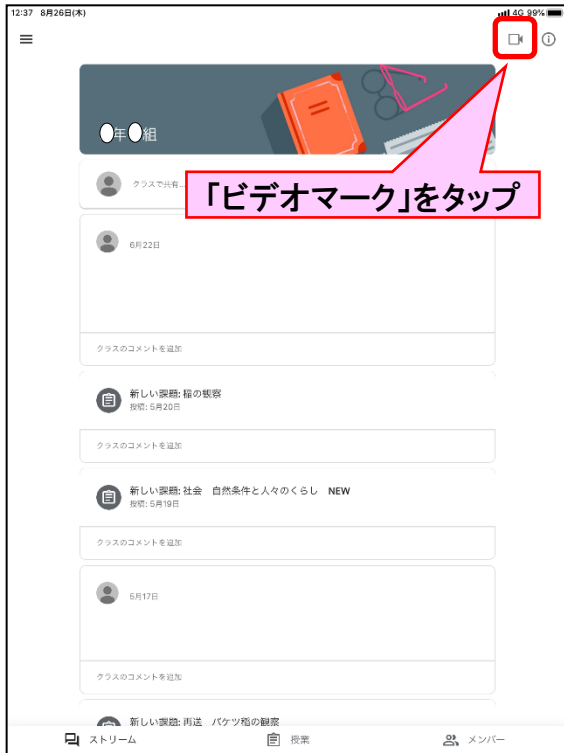 12:37 8月26日(木)
4G 99%
年 組
クラスで共有...
「ビデオマーク」をタップ
6月22日
クラスのコメントを追加
新しい課題: 稲の観察
投稿: 5月20日
クラスのコメントを追加
新しい課題: 社会　自然条件と人々のくらし　NEW
投稿: 5月19日
クラスのコメントを追加
5月17日
クラスのコメントを追加
新しい課題: 再送　バケツ稲の観察
ストリーム
授業
メンバー